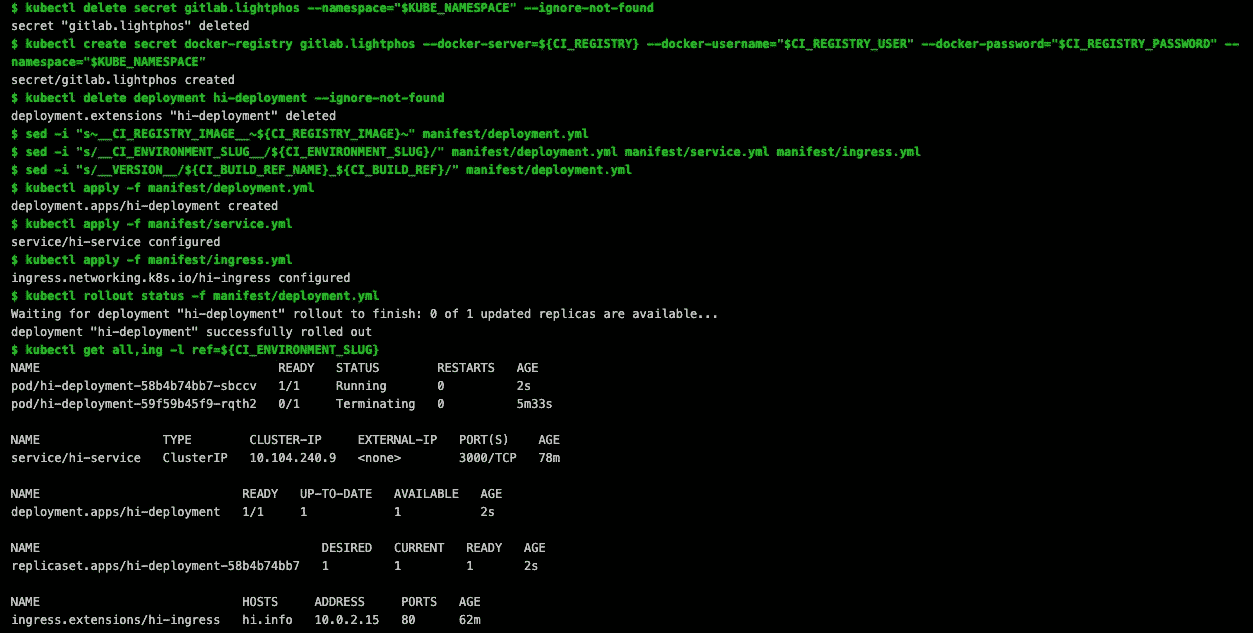 $ kubectl delete secret gitlab.lightphos --namespace="$KUBE_NAMESPACE" --ignore-not-found
secret "gitlab.lightphos" deleted
$ kubectl create secret docker-registry gitlab.lightphos --docker-server=${CI_REGISTRY} --docker-username="$CI_REGISTRY_USER" --docker-password="$CI_REGISTRY_PASSWORD" --
namespace="$KUBE_NAMESPACE"
secret/gitlab.lightphos created
$ kubectl delete deployment hi-deployment --ignore-not-found
deployment.extensions "hi-deployment" deleted
$ sed -i "s~__CI_REGISTRY_IMAGE__~${CI_REGISTRY_IMAGE}~" manifest/deployment.yml
$ sed -i "s/__CI_ENVIRONMENT_SLUG__/${CI_ENVIRONMENT_SLUG}/" manifest/deployment.yml manifest/service.yml manifest/ingress.yml
$ sed -i "s/__VERSION__/${CI_BUILD_REF_NAME}_${CI_BUILD_REF}/" manifest/deployment.yml
$ kubectl apply -f manifest/deployment.yml
deployment.apps/hi-deployment created
$ kubectl apply -f manifest/service.yml
service/hi-service configured
$ kubectl apply -f manifest/ingress.yml
ingress.networking.k8s.io/hi-ingress configured
$ kubectl rollout status -f manifest/deployment.yml
Waiting for deployment "hi-deployment" rollout to finish: 0 of 1 updated replicas are available...
deployment "hi-deployment" successfully rolled out
$ kubectl get all,ing -l ref=${CI_ENVIRONMENT_SLUG}
NAME READY STATUS RESTARTS AGE
pod/hi-deployment-58b4b74bb7-sbccv 1/1 Running 0 2s
pod/hi-deployment-59f59b45f9-rqth2 0/1 Terminating 0 5m33s
NAME TYPE CLUSTER-IP EXTERNAL-IP PORT(S) AGE
service/hi-service ClusterIP 10.104.240.9 <none> 3000/TCP 78m
NAME READY UP-TO-DATE AVAILABLE AGE
deployment.apps/hi-deployment 1/1 1 1 2s
NAME DESIRED CURRENT READY AGE
replicaset.apps/hi-deployment-58b4b74bb7 1 1 1 2s
NAME HOSTS ADDRESS PORTS AGE
ingress.extensions/hi-ingress hi.info 10.0.2.15 80 62m